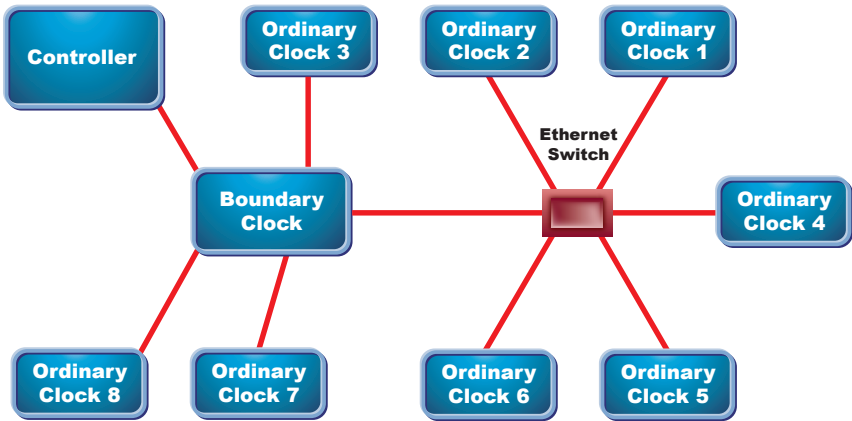 Controller
Ordinary
Clock 3
Ordinary
Clock 2
Ordinary
Clock 1
Ethernet
Switch
Boundary
Clock
Ordinary
Clock 4
Ordinary
Clock 8
Ordinary
Clock 7
Ordinary
Clock 6
Ordinary
Clock 5